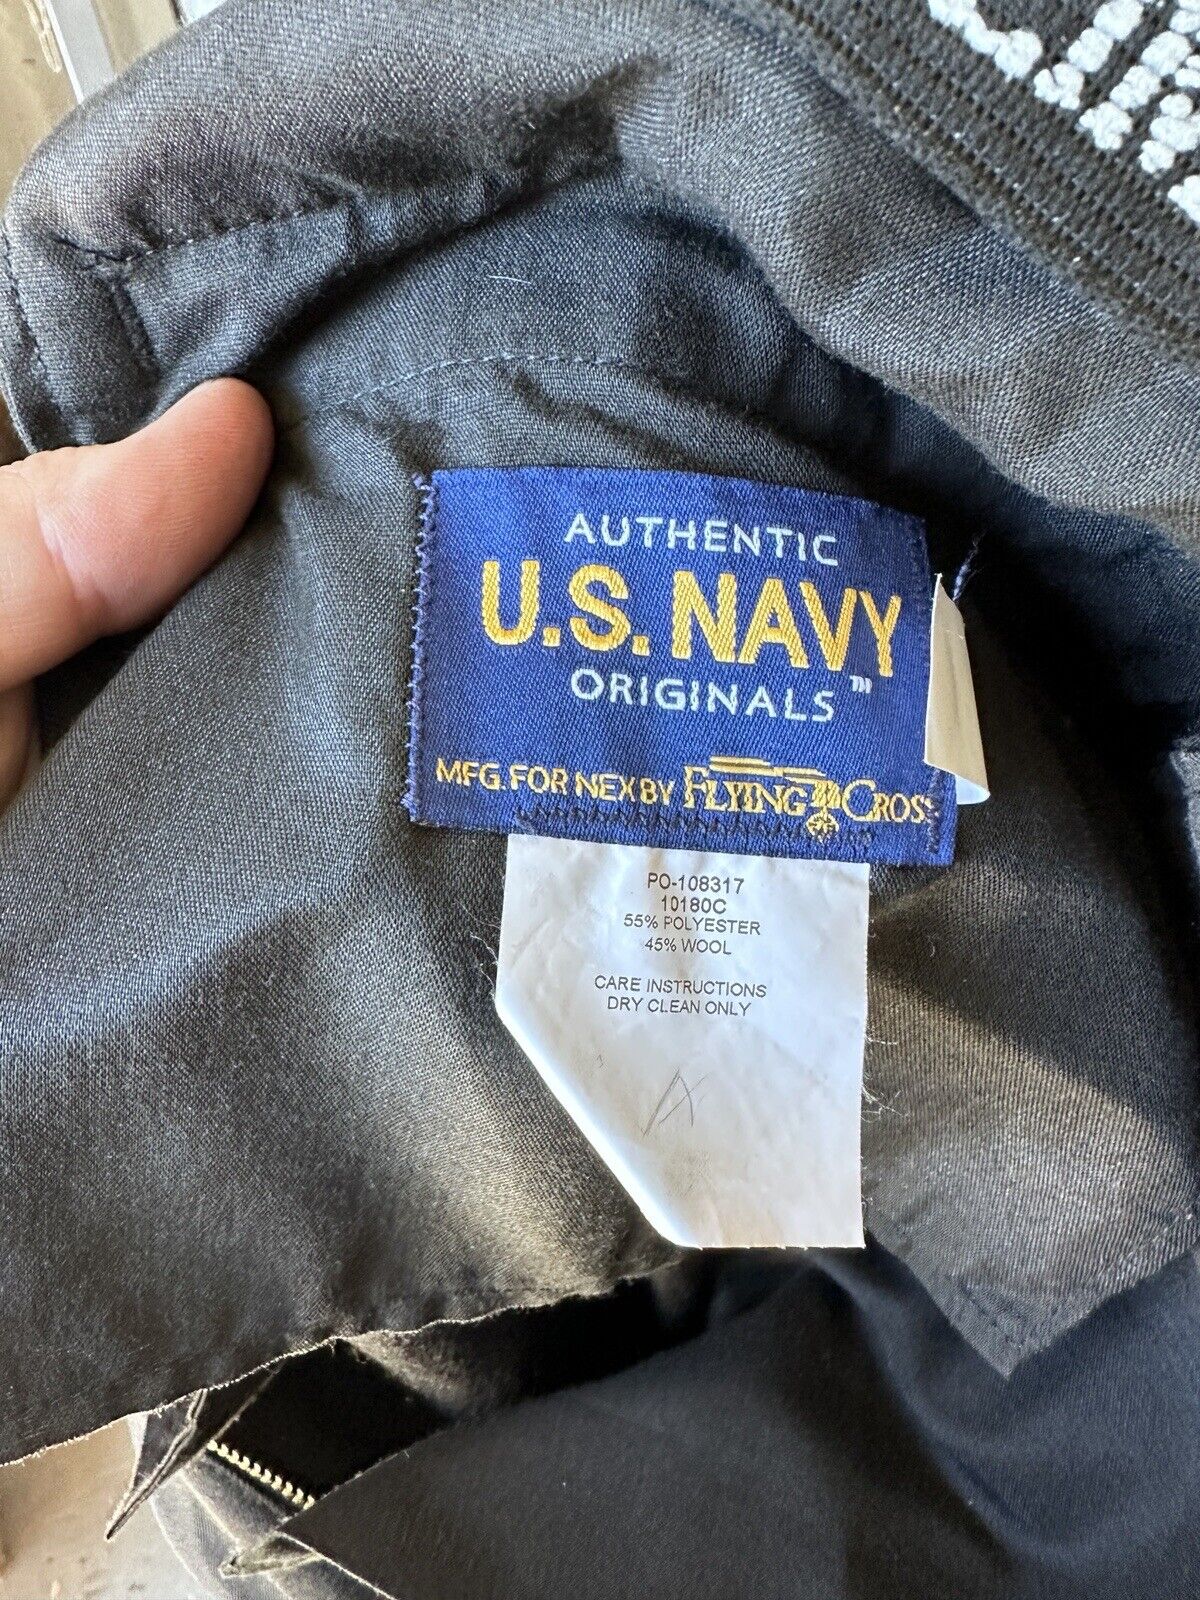 AUTHENTIC
U.S. NAVY
ORIGINALS™
MFG. FOR NEX BY FLYING CROSS
PO-108317
10180C
55% POLYESTER
45% WOOL
CARE INSTRUCTIONS
DRY CLEAN ONLY
A